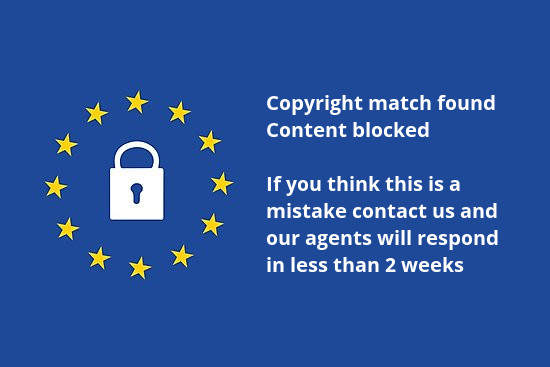 Copyright match found
Content blocked
If you think this is a
mistake contact us and
our agents will respond
in less than 2 weeks